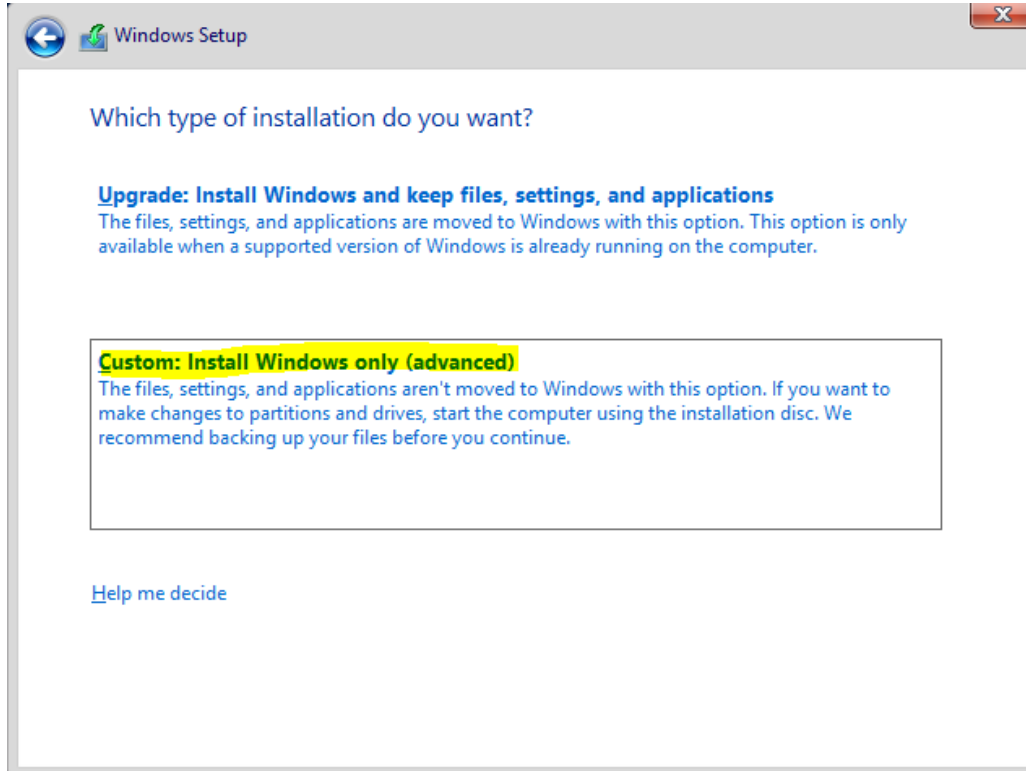 Windows Setup
Which type of installation do you want?
Upgrade: Install Windows and keep files, settings, and applications
The files, settings, and applications are moved to Windows with this option. This option is only
available when a supported version of Windows is already running on the computer.
Custom: Install Windows only (advanced)
The files, settings, and applications aren't moved to Windows with this option. If you want to
make changes to partitions and drives, start the computer using the installation disc. We
recommend backing up your files before you continue.
Help me decide